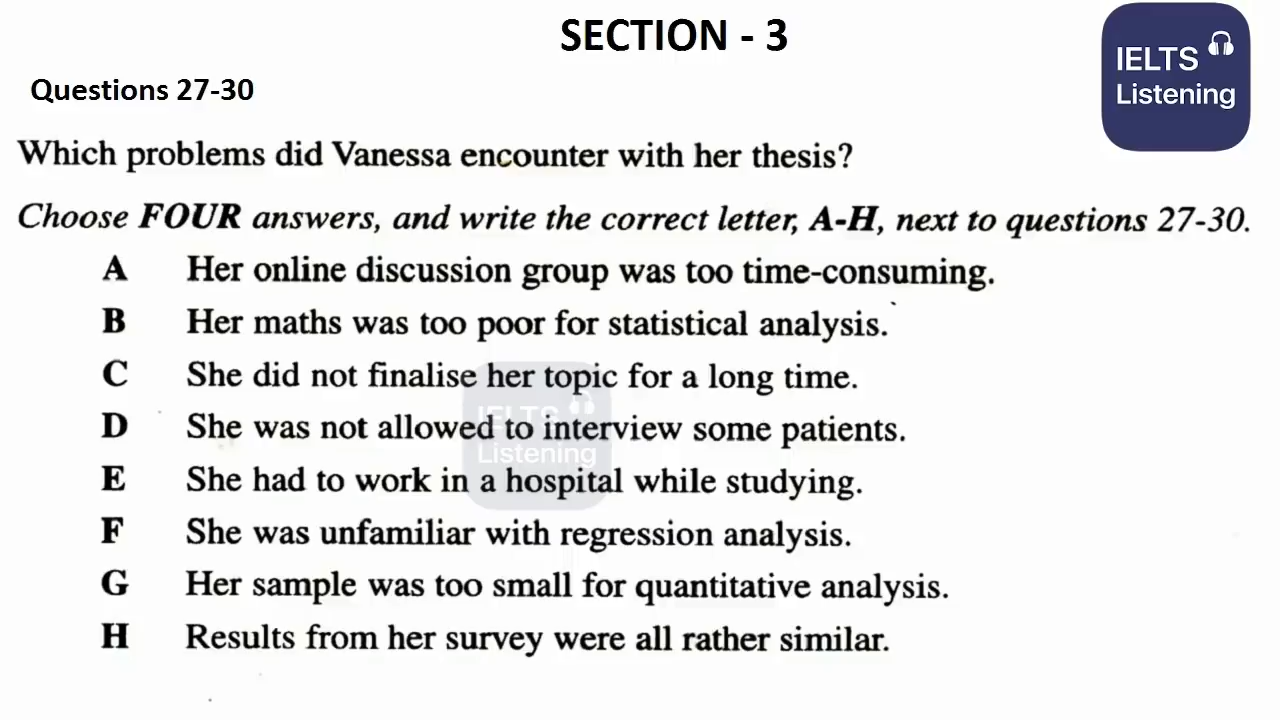 SECTION - 3
IELTS
Listening
Questions 27-30
Which problems did Vanessa encounter with her thesis?
Choose FOUR answers, and write the correct letter, A-H, next to questions 27-30.
A Her online discussion group was too time-consuming.
B Her maths was too poor for statistical analysis.
C She did not finalise her topic for a long time.
D She was not allowed to interview some patients.
E She had to work in a hospital while studying.
F She was unfamiliar with regression analysis.
G Her sample was too small for quantitative analysis.
H Results from her survey were all rather similar.
IELTS
Listening